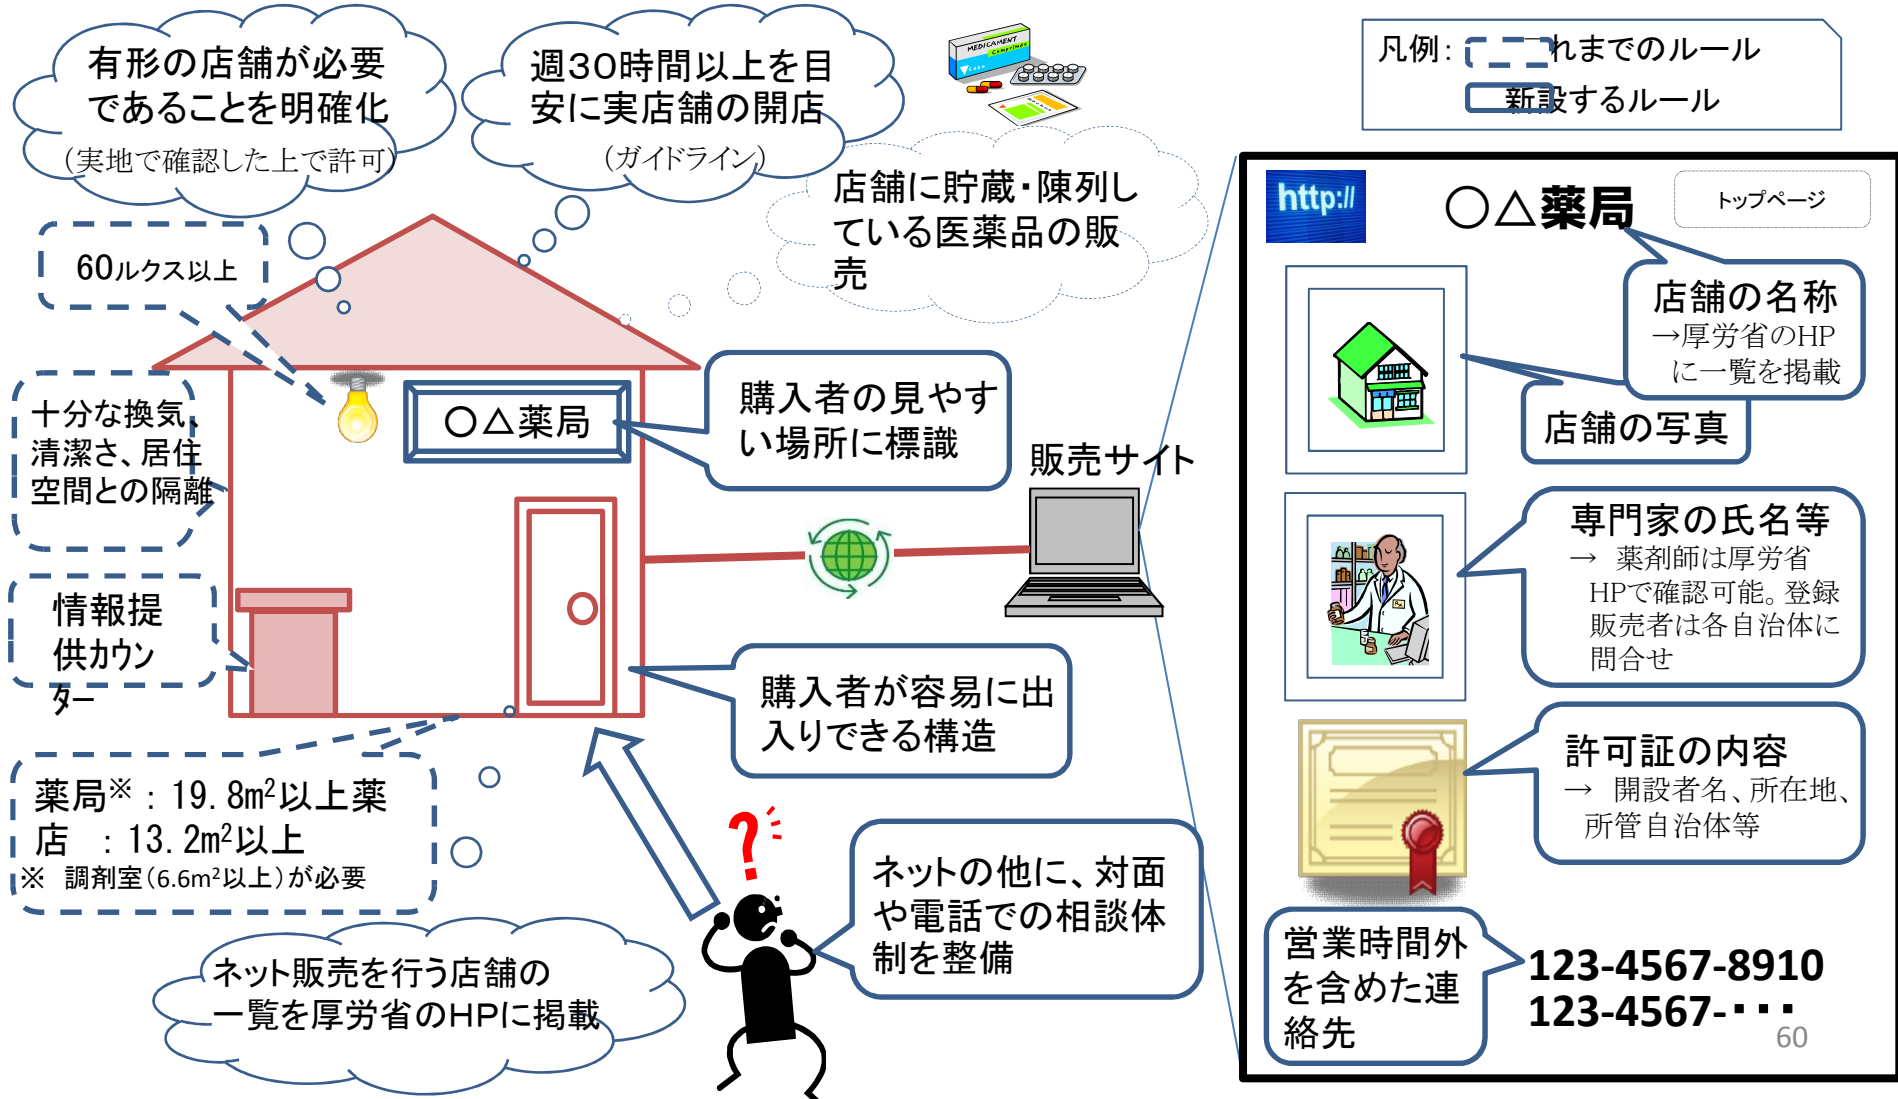 有形の店舗が必要
であることを明確化
（実地で確認した上で許可）
週30時間以上を目
安に実店舗の開店
（ガイドライン）
MEDICAMENT
Comprimes
店舗に貯蔵・陳列し
ている医薬品の販
売
凡例：
れまでのルール
新設するルール
60ルクス以上
十分な換気、
清潔さ、居住
空間との隔離
情報提
供カウン
ター
薬局※：19.8m²以上薬
店　：13.2m²以上
※　調剤室（6.6m²以上）が必要
〇△薬局
購入者の見やす
い場所に標識
販売サイト
購入者が容易に出
入りできる構造
ネットの他に、対面
や電話での相談体
制を整備
?
ネット販売を行う店舗の
一覧を厚労省のHPに掲載
http://
〇△薬局
トップページ
店舗の名称
→厚労省のHP
に一覧を掲載
店舗の写真
専門家の氏名等
→　薬剤師は厚労省
HPで確認可能。登録
販売者は各自治体に
問合せ
許可証の内容
→　開設者名、所在地、
所管自治体等
営業時間外
を含めた連
絡先
123-4567-8910
123-4567-・・・
60